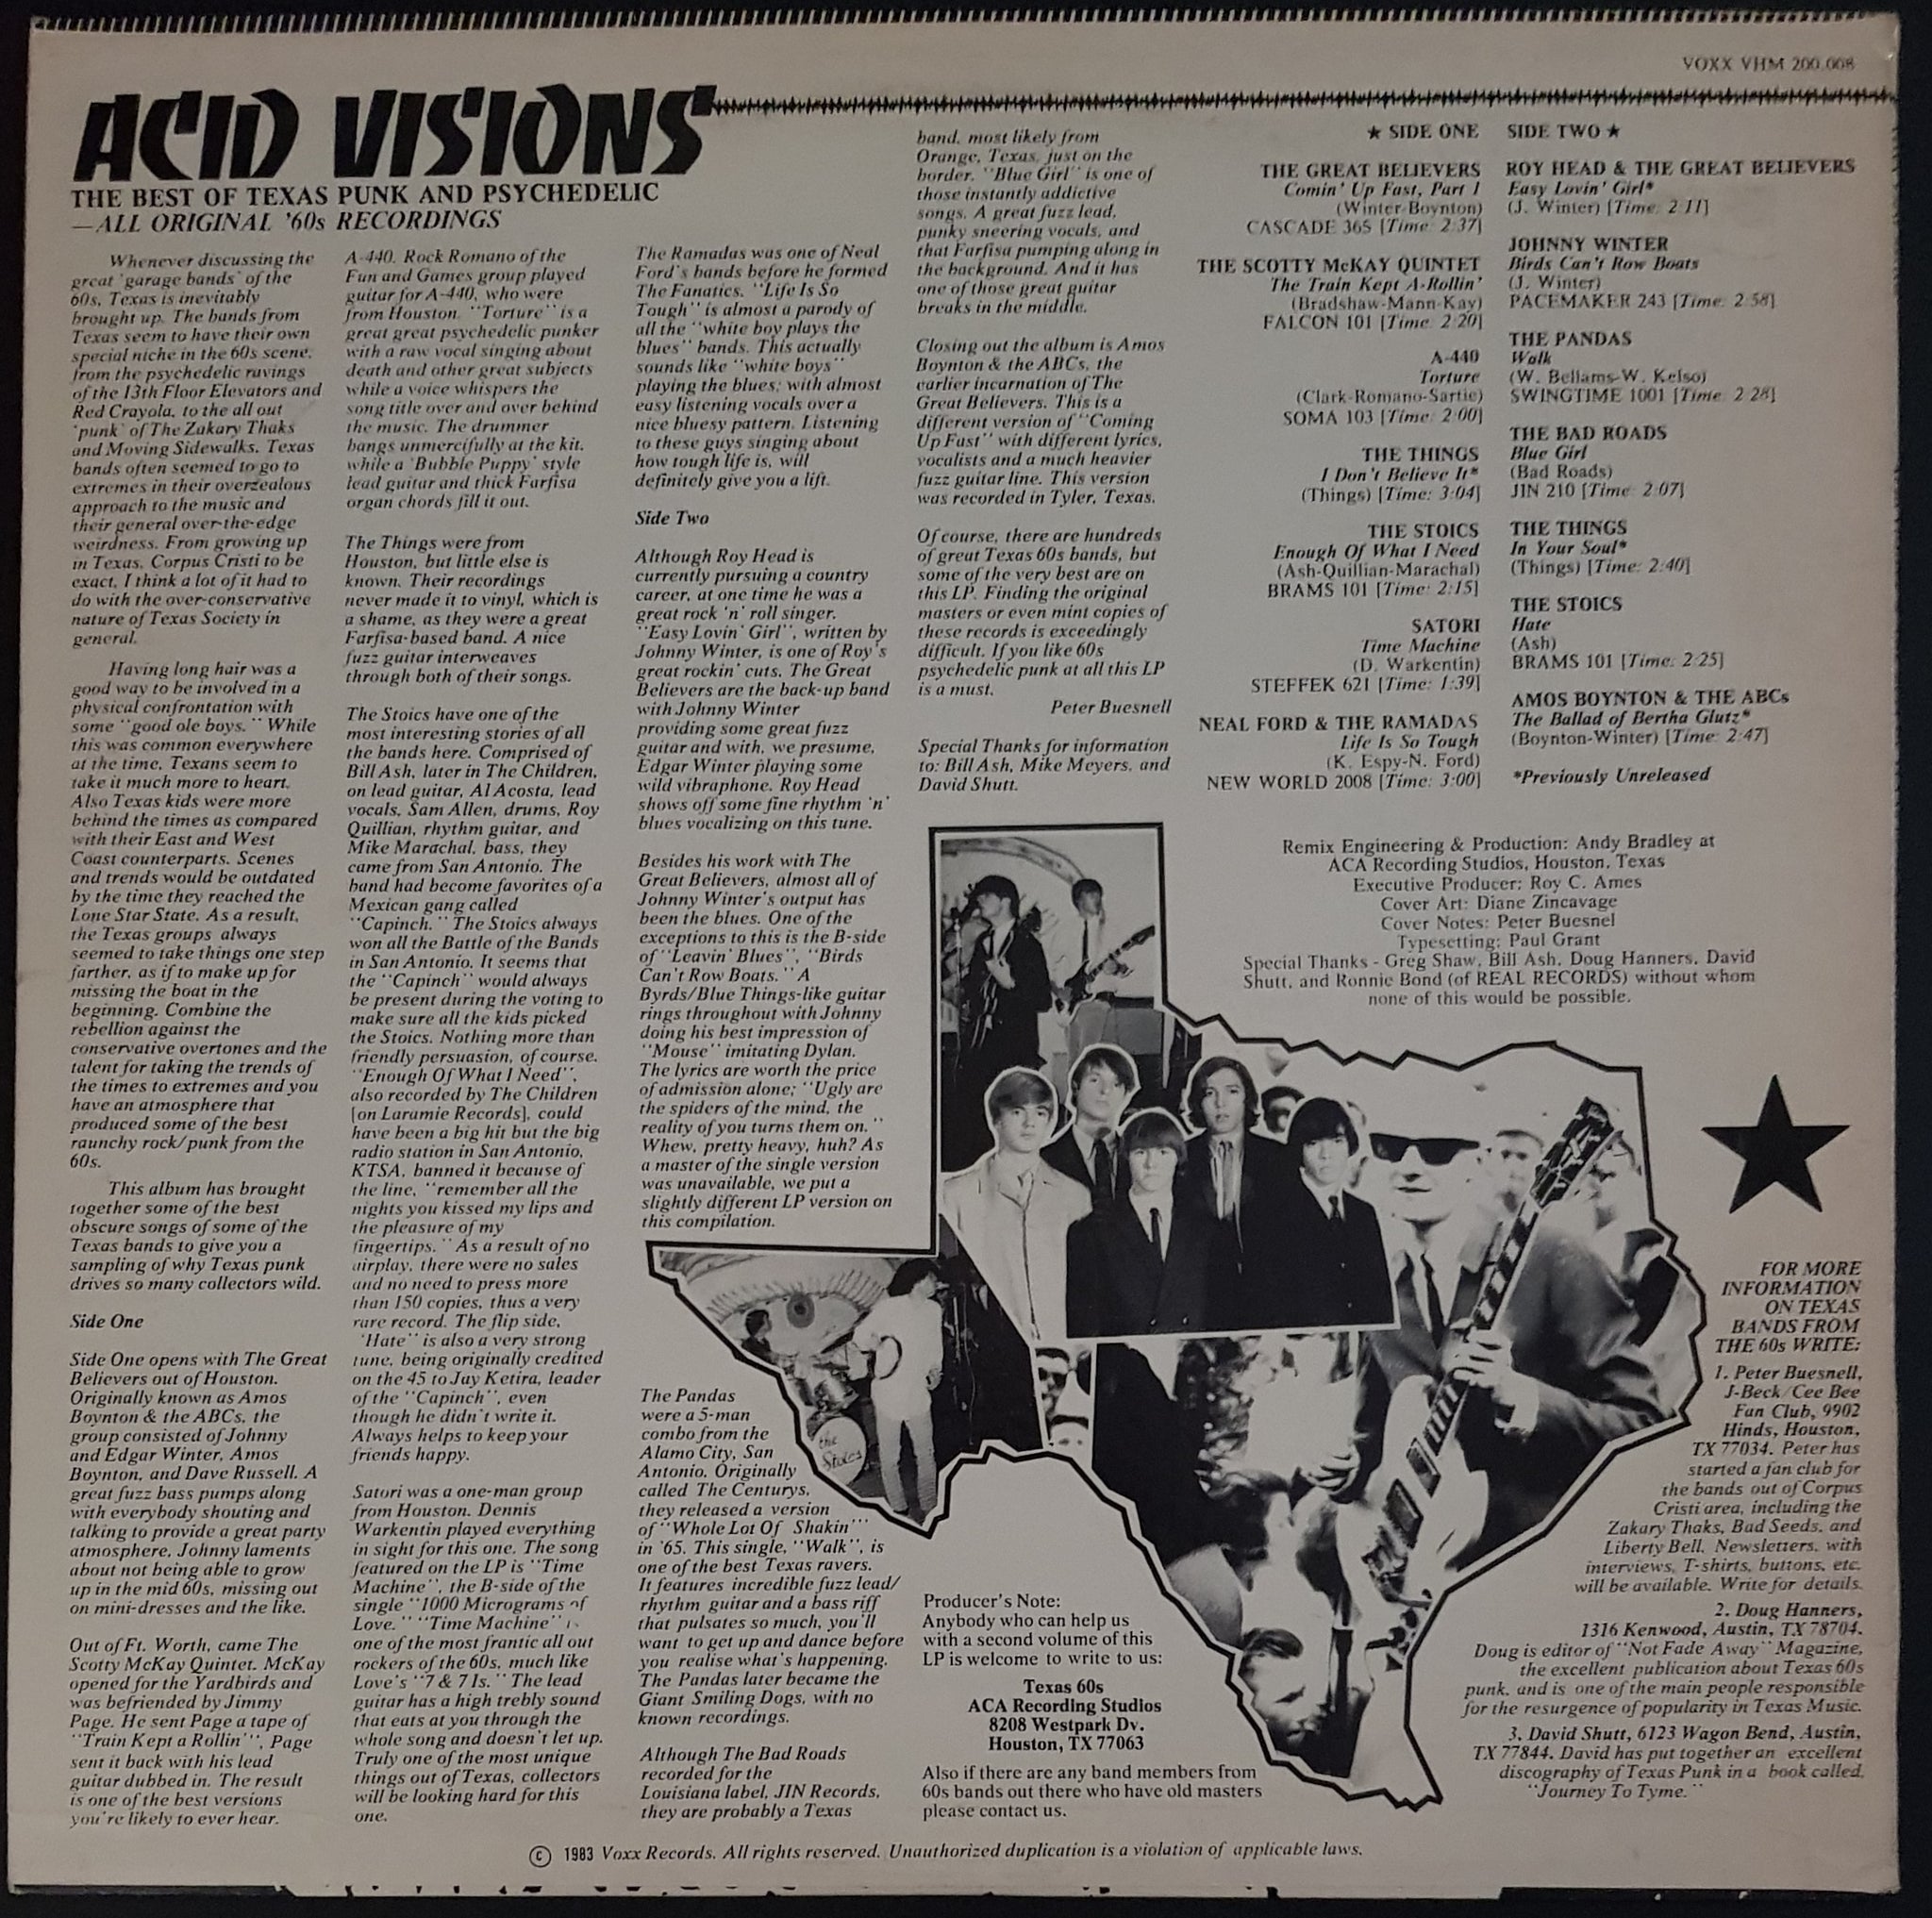 VOXX VHM 200.008
ACID VISIONS
THE BEST OF TEXAS PUNK AND PSYCHEDELIC
—ALL ORIGINAL '60s RECORDINGS
Whenever discussing the
great 'garage bands' of the
60s, Texas is inevitably
brought up. The bands from
Texas seem to have their own
special niche in the 60s scene,
from the psychedelic ravings
of the 13th Floor Elevators and
Red Crayola, to the all out
'punk' of The Zakary Thaks
and Moving Sidewalks. Texas
bands often seemed to go to
extremes in their overzealous
approach to the music and
their general over-the-edge
weirdness. From growing up
in Texas, Corpus Cristi to be
exact, I think a lot of it had to
do with the over-conservative
nature of Texas Society in
general.
Having long hair was a
good way to be involved in a
physical confrontation with
some "good ole boys." While
this was common everywhere
at the time, Texans seem to
take it much more to heart.
Also Texas kids were more
behind the times as compared
with their East and West
Coast counterparts. Scenes
and trends would be outdated
by the time they reached the
Lone Star State. As a result,
the Texas groups always
seemed to take things one step
farther, as if to make up for
missing the boat in the
beginning. Combine the
rebellion against the
conservative overtones and the
talent for taking the trends of
the times to extremes and you
have an atmosphere that
produced some of the best
raunchy rock/punk from the
60s.
This album has brought
together some of the best
obscure songs of some of the
Texas bands to give you a
sampling of why Texas punk
drives so many collectors wild.
Side One
Side One opens with The Great
Believers out of Houston.
Originally known as Amos
Boynton & the ABCs, the
group consisted of Johnny
and Edgar Winter, Amos
Boynton, and Dave Russell. A
great fuzz bass pumps along
with everybody shouting and
talking to provide a great party
atmosphere. Johnny laments
about not being able to grow
up in the mid 60s, missing out
on mini-dresses and the like.
Out of Ft. Worth, came The
Scotty McKay Quintet. McKay
opened for the Yardbirds and
was befriended by Jimmy
Page. He sent Page a tape of
"Train Kept a Rollin'", Page
sent it back with his lead
guitar dubbed in. The result
is one of the best versions
you're likely to ever hear.
A-440. Rock Romano of the
Fun and Games group played
guitar for A-440, who were
from Houston. "Torture" is a
great great psychedelic punker
with a raw vocal singing about
death and other great subjects
while a voice whispers the
song title over and over behind
the music. The drummer
bangs unmercifully at the kit,
while a 'Bubble Puppy' style
lead guitar and thick Farfisa
organ chords fill it out.
The Things were from
Houston, but little else is
known. Their recordings
never made it to vinyl, which is
a shame, as they were a great
Farfisa-based band. A nice
fuzz guitar interweaves
through both of their songs.
The Stoics have one of the
most interesting stories of all
the bands here. Comprised of
Bill Ash, later in The Children,
on lead guitar, Al Acosta, lead
vocals, Sam Allen, drums, Roy
Quillian, rhythm guitar, and
Mike Marachal, bass, they
came from San Antonio. The
band had become favorites of a
Mexican gang called
"Capinch." The Stoics always
won all the Battle of the Bands
in San Antonio. It seems that
the "Capinch" would always
be present during the voting to
make sure all the kids picked
the Stoics. Nothing more than
friendly persuasion, of course.
"Enough Of What I Need",
also recorded by The Children
[on Laramie Records], could
have been a big hit but the big
radio station in San Antonio,
KTSA, banned it because of
the line, "remember all the
nights you kissed my lips and
the pleasure of my
fingertips." As a result of no
airplay, there were no sales
and no need to press more
than 150 copies, thus a very
rare record. The flip side,
'Hate" is also a very strong
tune, being originally credited
on the 45 to Jay Ketira, leader
of the "Capinch", even
though he didn't write it.
Always helps to keep your
friends happy.
Satori was a one-man group
from Houston. Dennis
Warkentin played everything
in sight for this one. The song
featured on the LP is "Time
Machine", the B-side of the
single "1000 Micrograms of
Love." "Time Machine" is
one of the most frantic all out
rockers of the 60s, much like
Love's "7 & 7 Is." The lead
guitar has a high trebly sound
that eats at you through the
whole song and doesn't let up.
Truly one of the most unique
things out of Texas, collectors
will be looking hard for this
one.
The Ramadas was one of Neal
Ford's bands before he formed
The Fanatics. "Life Is So
Tough" is almost a parody of
all the "white boy plays the
blues" bands. This actually
sounds like "white boys"
playing the blues; with almost
easy listening vocals over a
nice bluesy pattern. Listening
to these guys singing about
how tough life is, will
definitely give you a lift.
Side Two
Although Roy Head is
currently pursuing a country
career, at one time he was a
great rock 'n' roll singer.
"Easy Lovin' Girl", written by
Johnny Winter, is one of Roy's
great rockin' cuts. The Great
Believers are the back-up band
with Johnny Winter
providing some great fuzz
guitar and with, we presume,
Edgar Winter playing some
wild vibraphone. Roy Head
shows off some fine rhythm 'n'
blues vocalizing on this tune.
Besides his work with The
Great Believers, almost all of
Johnny Winter's output has
been the blues. One of the
exceptions to this is the B-side
of "Leavin' Blues", "Birds
Can't Row Boats." A
Byrds/Blue Things-like guitar
rings throughout with Johnny
doing his best impression of
"Mouse" imitating Dylan.
The lyrics are worth the price
of admission alone; "Ugly are
the spiders of the mind, the
reality of you turns them on."
Whew, pretty heavy, huh? As
a master of the single version
was unavailable, we put a
slightly different LP version on
this compilation.
The Pandas
were a 5-man
combo from the
Alamo City, San
Antonio. Originally
called The Centurys,
they released a version
of "Whole Lot Of Shakin'"
in '65. This single, "Walk", is
one of the best Texas ravers.
It features incredible fuzz lead/
rhythm guitar and a bass riff
that pulsates so much, you'll
want to get up and dance before
you realise what's happening.
The Pandas later became the
Giant Smiling Dogs, with no
known recordings.
Although The Bad Roads
recorded for the
Louisiana label, JIN Records,
they are probably a Texas
band, most likely from
Orange, Texas, just on the
border. "Blue Girl" is one of
those instantly addictive
songs. A great fuzz lead,
punky sneering vocals, and
that Farfisa pumping along in
the background. And it has
one of those great guitar
breaks in the middle.
Closing out the album is Amos
Boynton & the ABCs, the
earlier incarnation of The
Great Believers. This is a
different version of "Coming
Up Fast" with different lyrics,
vocalists and a much heavier
fuzz guitar line. This version
was recorded in Tyler, Texas.
Of course, there are hundreds
of great Texas 60s bands, but
some of the very best are on
this LP. Finding the original
masters or even mint copies of
these records is exceedingly
difficult. If you like 60s
psychedelic punk at all this LP
is a must.
Peter Buesnell
Special Thanks for information
to: Bill Ash, Mike Meyers, and
David Shutt.
★ SIDE ONE
THE GREAT BELIEVERS
Comin' Up Fast, Part 1
(Winter-Boynton)
CASCADE 365 [Time: 2:37]
THE SCOTTY McKAY QUINTET
The Train Kept A-Rollin'
(Bradshaw-Mann-Kay)
FALCON 101 [Time: 2:20]
A-440
Torture
(Clark-Romano-Sartie)
SOMA 103 [Time: 2:00]
THE THINGS
I Don't Believe It*
(Things) [Time: 3:04]
THE STOICS
Enough Of What I Need
(Ash-Quillian-Marachal)
BRAMS 101 [Time: 2:15]
SATORI
Time Machine
(D. Warkentin)
STEFFEK 621 [Time: 1:39]
NEAL FORD & THE RAMADAS
Life Is So Tough
(K. Espy-N. Ford)
NEW WORLD 2008 [Time: 3:00]
SIDE TWO ★
ROY HEAD & THE GREAT BELIEVERS
Easy Lovin' Girl*
(J. Winter) [Time: 2:11]
JOHNNY WINTER
Birds Can't Row Boats
(J. Winter)
PACEMAKER 243 [Time: 2:58]
THE PANDAS
Walk
(W. Bellams-W. Kelso)
SWINGTIME 1001 [Time: 2:28]
THE BAD ROADS
Blue Girl
(Bad Roads)
JIN 210 [Time: 2:07]
THE THINGS
In Your Soul*
(Things) [Time: 2:40]
THE STOICS
Hate
(Ash)
BRAMS 101 [Time: 2:25]
AMOS BOYNTON & THE ABCs
The Ballad of Bertha Glutz*
(Boynton-Winter) [Time: 2:47]
*Previously Unreleased
Remix Engineering & Production: Andy Bradley at
ACA Recording Studios, Houston, Texas
Executive Producer: Roy C. Ames
Cover Art: Diane Zincavage
Cover Notes: Peter Buesnel
Typesetting: Paul Grant
Special Thanks - Greg Shaw, Bill Ash, Doug Hanners, David
Shutt, and Ronnie Bond (of REAL RECORDS) without whom
none of this would be possible.
the
Stoics
Producer's Note:
Anybody who can help us
with a second volume of this
LP is welcome to write to us:
Texas 60s
ACA Recording Studios
8208 Westpark Dv.
Houston, TX 77063
Also if there are any band members from
60s bands out there who have old masters
please contact us.
FOR MORE
INFORMATION
ON TEXAS
BANDS FROM
THE 60s WRITE:
1. Peter Buesnell,
J-Beck/Cee Bee
Fan Club, 9902
Hinds, Houston,
TX 77034. Peter has
started a fan club for
the bands out of Corpus
Cristi area, including the
Zakary Thaks, Bad Seeds, and
Liberty Bell. Newsletters, with
interviews, T-shirts, buttons, etc.
will be available. Write for details.
2. Doug Hanners,
1316 Kenwood, Austin, TX 78704.
Doug is editor of "Not Fade Away" Magazine,
the excellent publication about Texas 60s
punk, and is one of the main people responsible
for the resurgence of popularity in Texas Music.
3. David Shutt, 6123 Wagon Bend, Austin,
TX 77844. David has put together an excellent
discography of Texas Punk in a book called,
"Journey To Tyme."
© 1983 Voxx Records. All rights reserved. Unauthorized duplication is a violation of applicable laws.